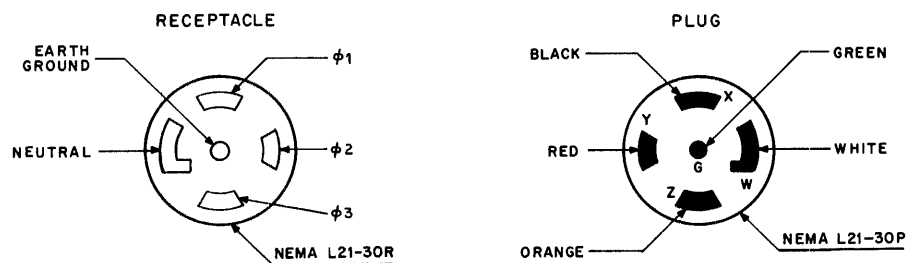 RECEPTACLE
EARTH
GROUND
φ1
NEUTRAL
φ2
φ3
NEMA L21-30R
PLUG
BLACK
GREEN
X
Y
RED
WHITE
G
W
Z
ORANGE
NEMA L21-30P